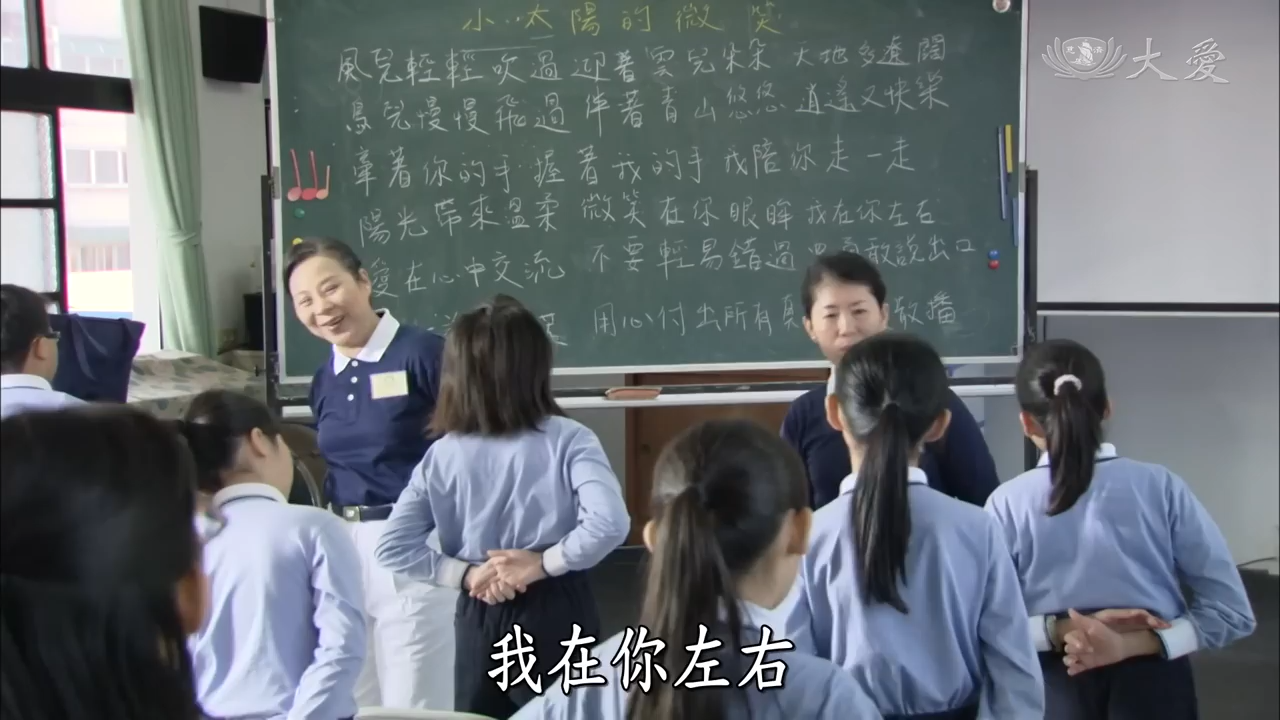 小太陽的微笑
風兒輕輕吹過 迎著雲兒朵朵 大地多遼闊
鳥兒慢慢飛過 伴著青山悠悠 逍遙又快樂
牽著你的手 握著我的手 我陪你走一走
陽光帶來溫柔 微笑在你眼眸 我在你左右
愛在心中交流 不要輕易錯過 勇敢說出口
用心付出所有 散播
大愛
我在你左右